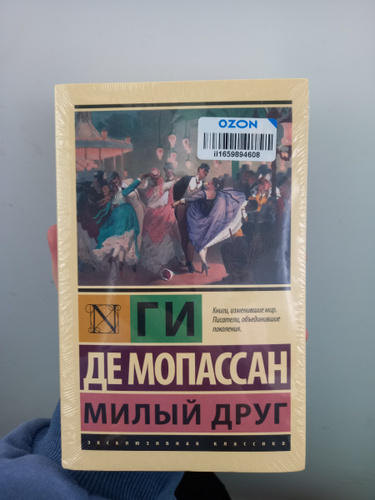 OZON
ii1659894608
Книги, изменившие мир.
Писатели, объединившие
поколения.
ГИ
ДЕ МОПАССАН
МИЛЫЙ ДРУГ
ЭКСКЛЮЗИВНАЯ КЛАССИКА